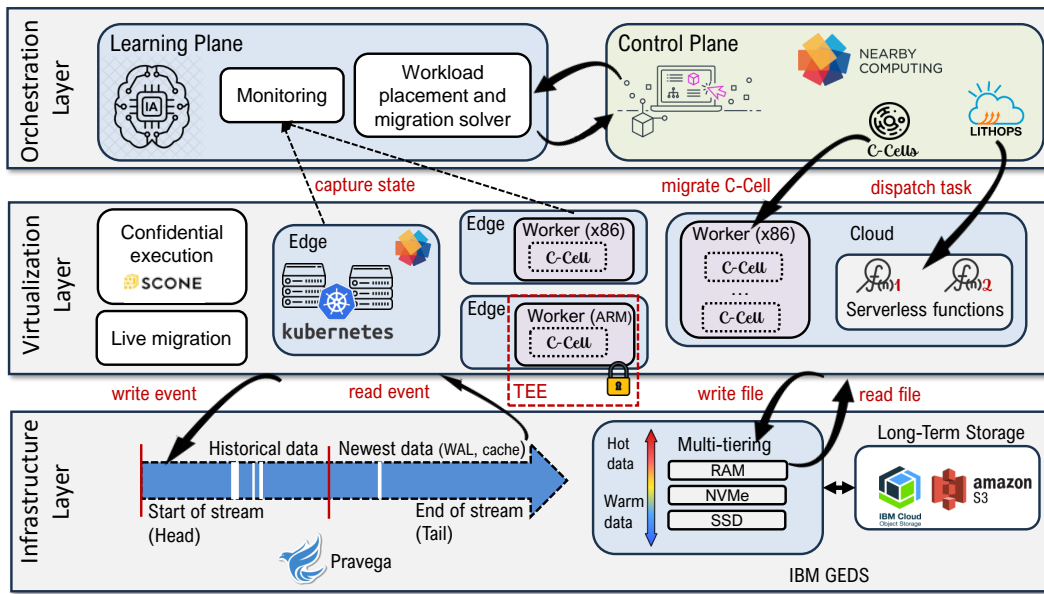 Orchestration
Layer
Learning Plane
IA
Monitoring
Workload
placement and
migration solver
Control Plane
NEARBY
COMPUTING
C-Cells
LITHOPS
capture state
migrate C-Cell
dispatch task
Virtualization
Layer
Confidential
execution
SCONE
Live migration
Edge
kubernetes
Edge
Worker (x86)
C-Cell
Edge
Worker (ARM)
C-Cell
TEE
Worker (x86)
C-Cell
...
C-Cell
Cloud
f(n)1
f(n)2
Serverless functions
write event
read event
write file
read file
Infrastructure
Layer
Historical data
Newest data (WAL, cache)
Start of stream
(Head)
End of stream
(Tail)
Pravega
Hot
data
Warm
data
Multi-tiering
RAM
NVMe
SSD
Long-Term Storage
IBM Cloud
Object Storage
amazon
S3
IBM GEDS